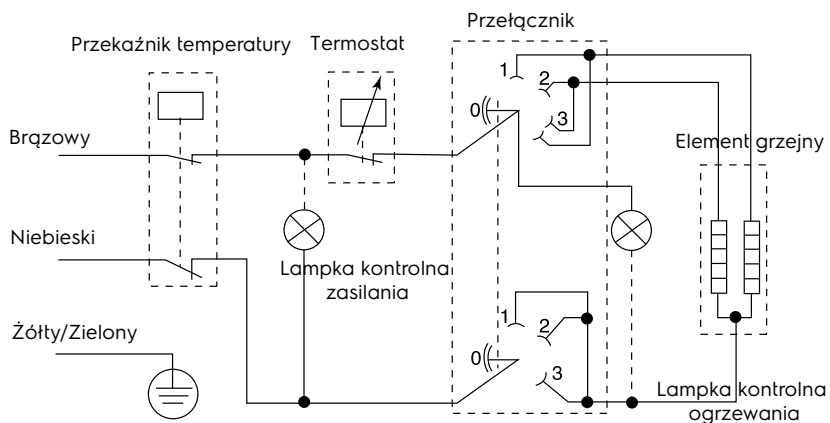 Przełącznik
Przekaźnik temperatury
Termostat
1
2
0
3
Brązowy
Element grzejny
Niebieski
Lampka kontrolna
zasilania
1
2
Żółty/Zielony
0
3
Lampka kontrolna
ogrzewania